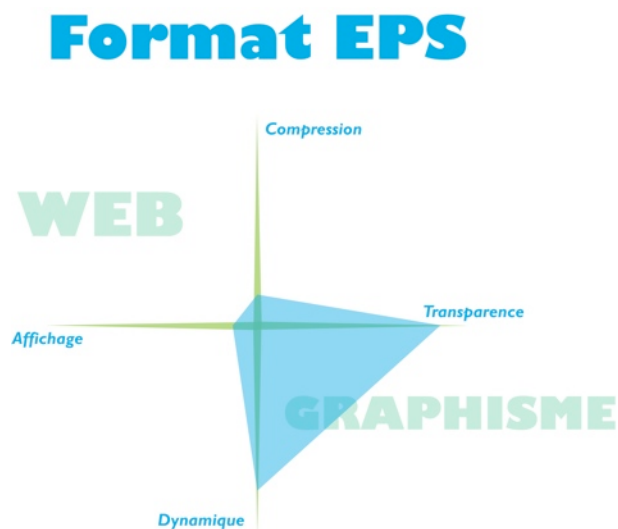 Format EPS
Compression
WEB
Transparence
Affichage
GRAPHISME
Dynamique